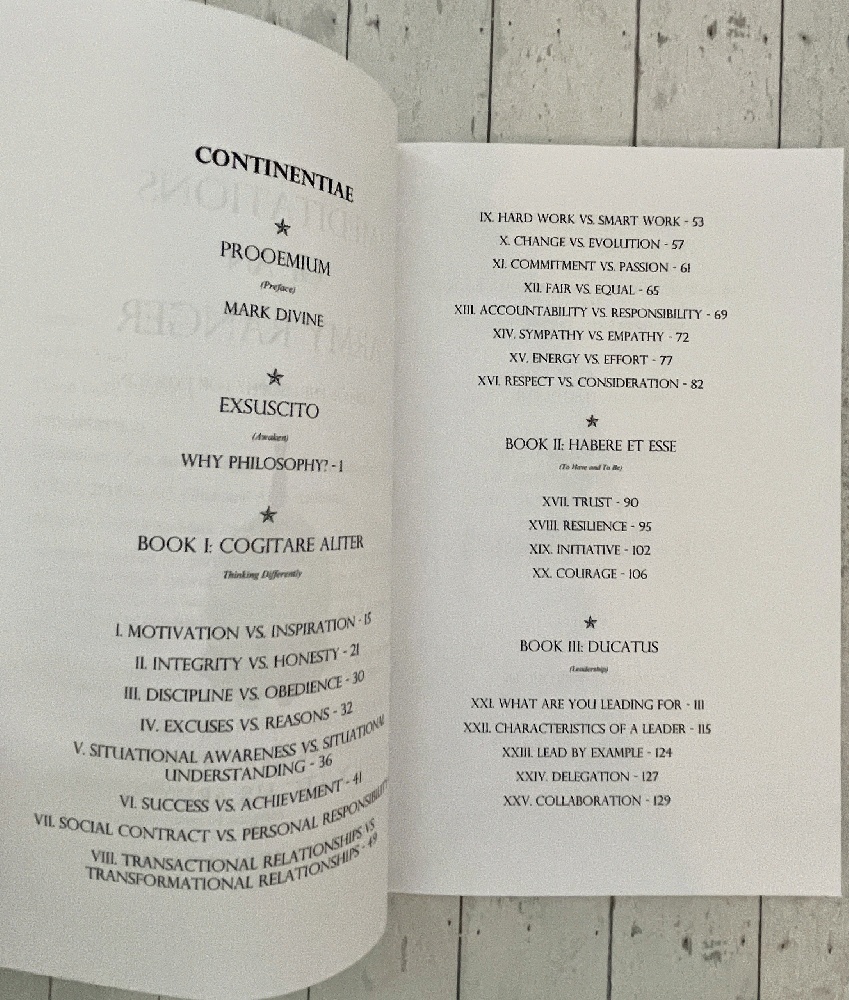 CONTINENTIAE
PROOEMIUM
(Preface)
MARK DIVINE
EXSUSCITO
(Awaken)
WHY PHILOSOPHY? - 1
BOOK I: COGITARE ALITER
Thinking Differently
I. MOTIVATION VS. INSPIRATION - 15
II. INTEGRITY VS. HONESTY - 21
III. DISCIPLINE VS. OBEDIENCE - 30
IV. EXCUSES VS. REASONS - 32
V. SITUATIONAL AWARENESS VS. SITUATIONAL
UNDERSTANDING - 36
VI. SUCCESS VS. ACHIEVEMENT - 41
VII. SOCIAL CONTRACT VS. PERSONAL RESPONSIBILITY
VIII. TRANSACTIONAL RELATIONSHIPS VS
TRANSFORMATIONAL RELATIONSHIPS - 49
IX. HARD WORK VS. SMART WORK - 53
X. CHANGE VS. EVOLUTION - 57
XI. COMMITMENT VS. PASSION - 61
XII. FAIR VS. EQUAL - 65
XIII. ACCOUNTABILITY VS. RESPONSIBILITY - 69
XIV. SYMPATHY VS. EMPATHY - 72
XV. ENERGY VS. EFFORT - 77
XVI. RESPECT VS. CONSIDERATION - 82
BOOK II: HABERE ET ESSE
(To Have and To Be)
XVII. TRUST - 90
XVIII. RESILIENCE - 95
XIX. INITIATIVE - 102
XX. COURAGE - 106
BOOK III: DUCATUS
(Leadership)
XXI. WHAT ARE YOU LEADING FOR - 111
XXII. CHARACTERISTICS OF A LEADER - 115
XXIII. LEAD BY EXAMPLE - 124
XXIV. DELEGATION - 127
XXV. COLLABORATION - 129